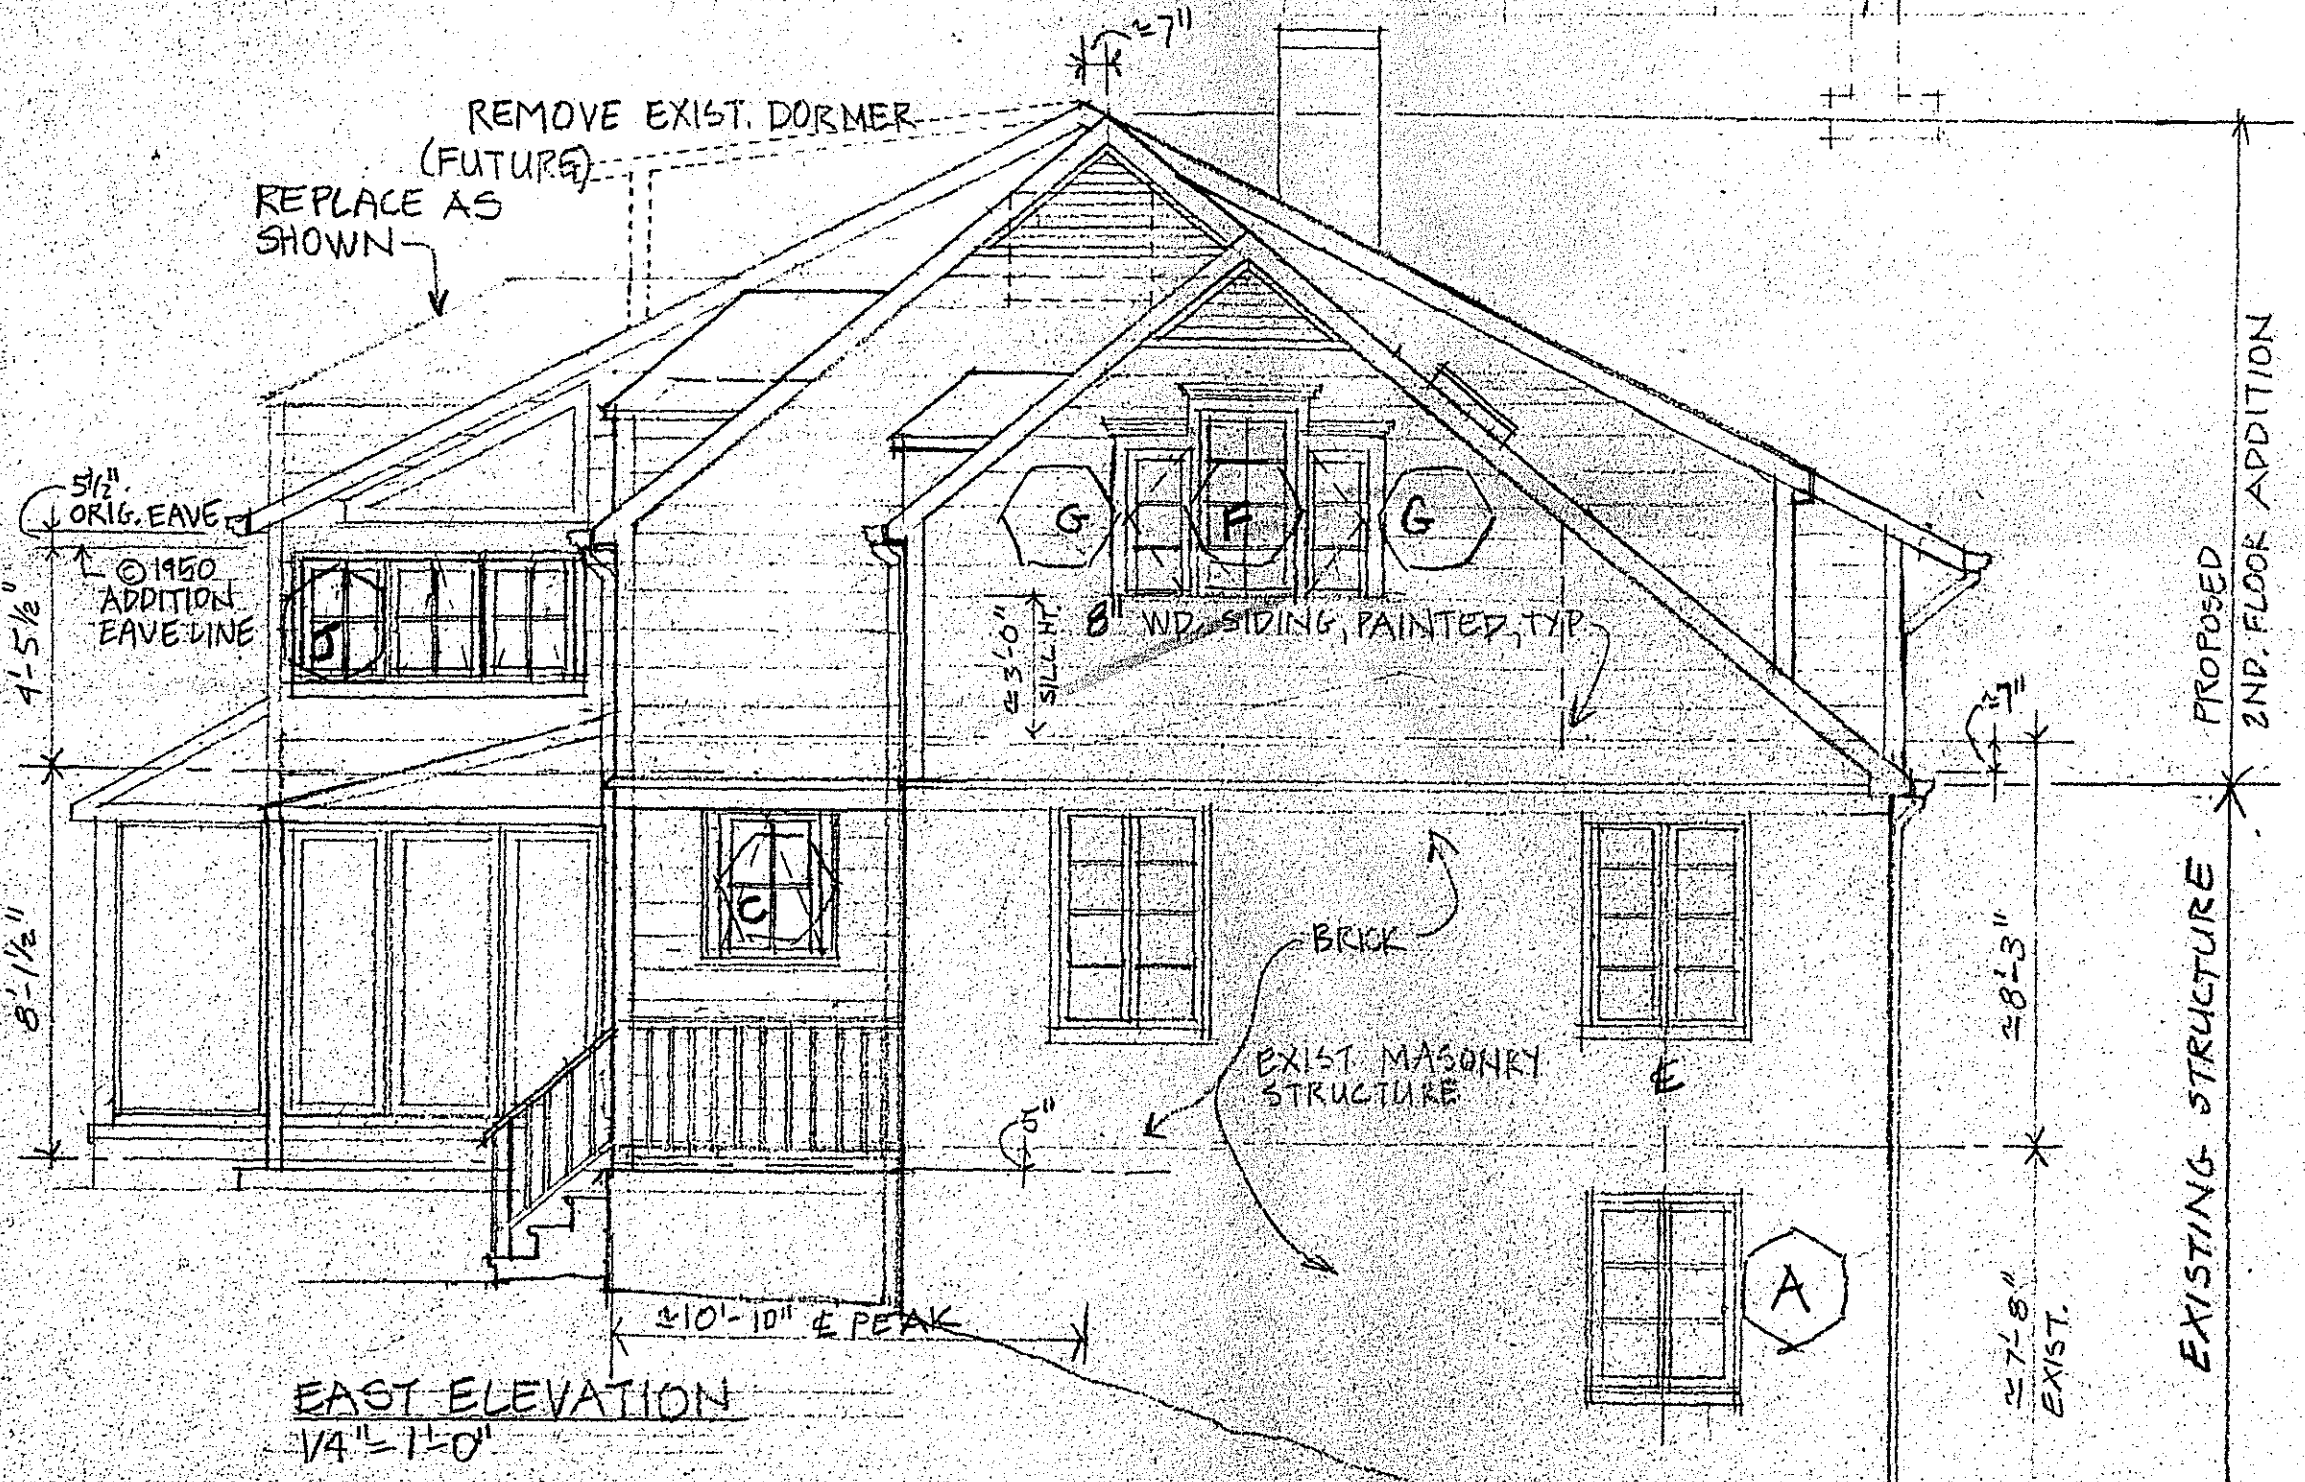 ≃7"
REMOVE EXIST. DORMER
(FUTURE)
REPLACE AS
SHOWN
5½"
ORIG. EAVE
©1950
ADDITION
EAVE LINE
4'-5½"
8'-1½"
J
G
F
G
≃3'-0"
SILL HT.
8" WD. SIDING, PAINTED, TYP
PROPOSED
2ND. FLOOR ADDITION
≃7"
C
BRICK
EXIST MASONRY
STRUCTURE
E
≃8'-3"
5"
EXISTING STRUCTURE
A
≃7'-8"
EXIST.
≃10'-10" ℄ PEAK
EAST ELEVATION
1/4"=1'-0"